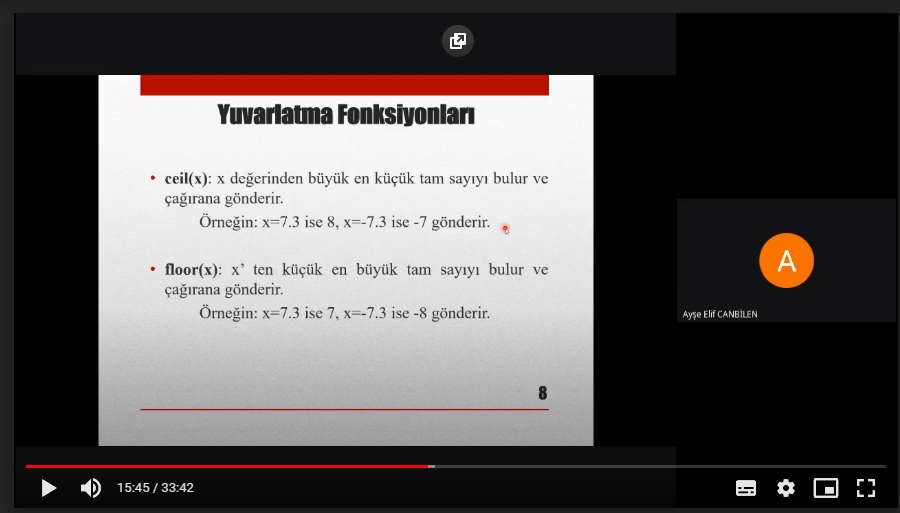 Yuvarlatma Fonksiyonları
• ceil(x): x değerinden büyük en küçük tam sayıyı bulur ve
çağırana gönderir.
Örneğin: x=7.3 ise 8, x=-7.3 ise -7 gönderir.
• floor(x): x’ ten küçük en büyük tam sayıyı bulur ve
çağırana gönderir.
Örneğin: x=7.3 ise 7, x=-7.3 ise -8 gönderir.
8
A
Ayşe Elif CANBİLEN
15:45 / 33:42